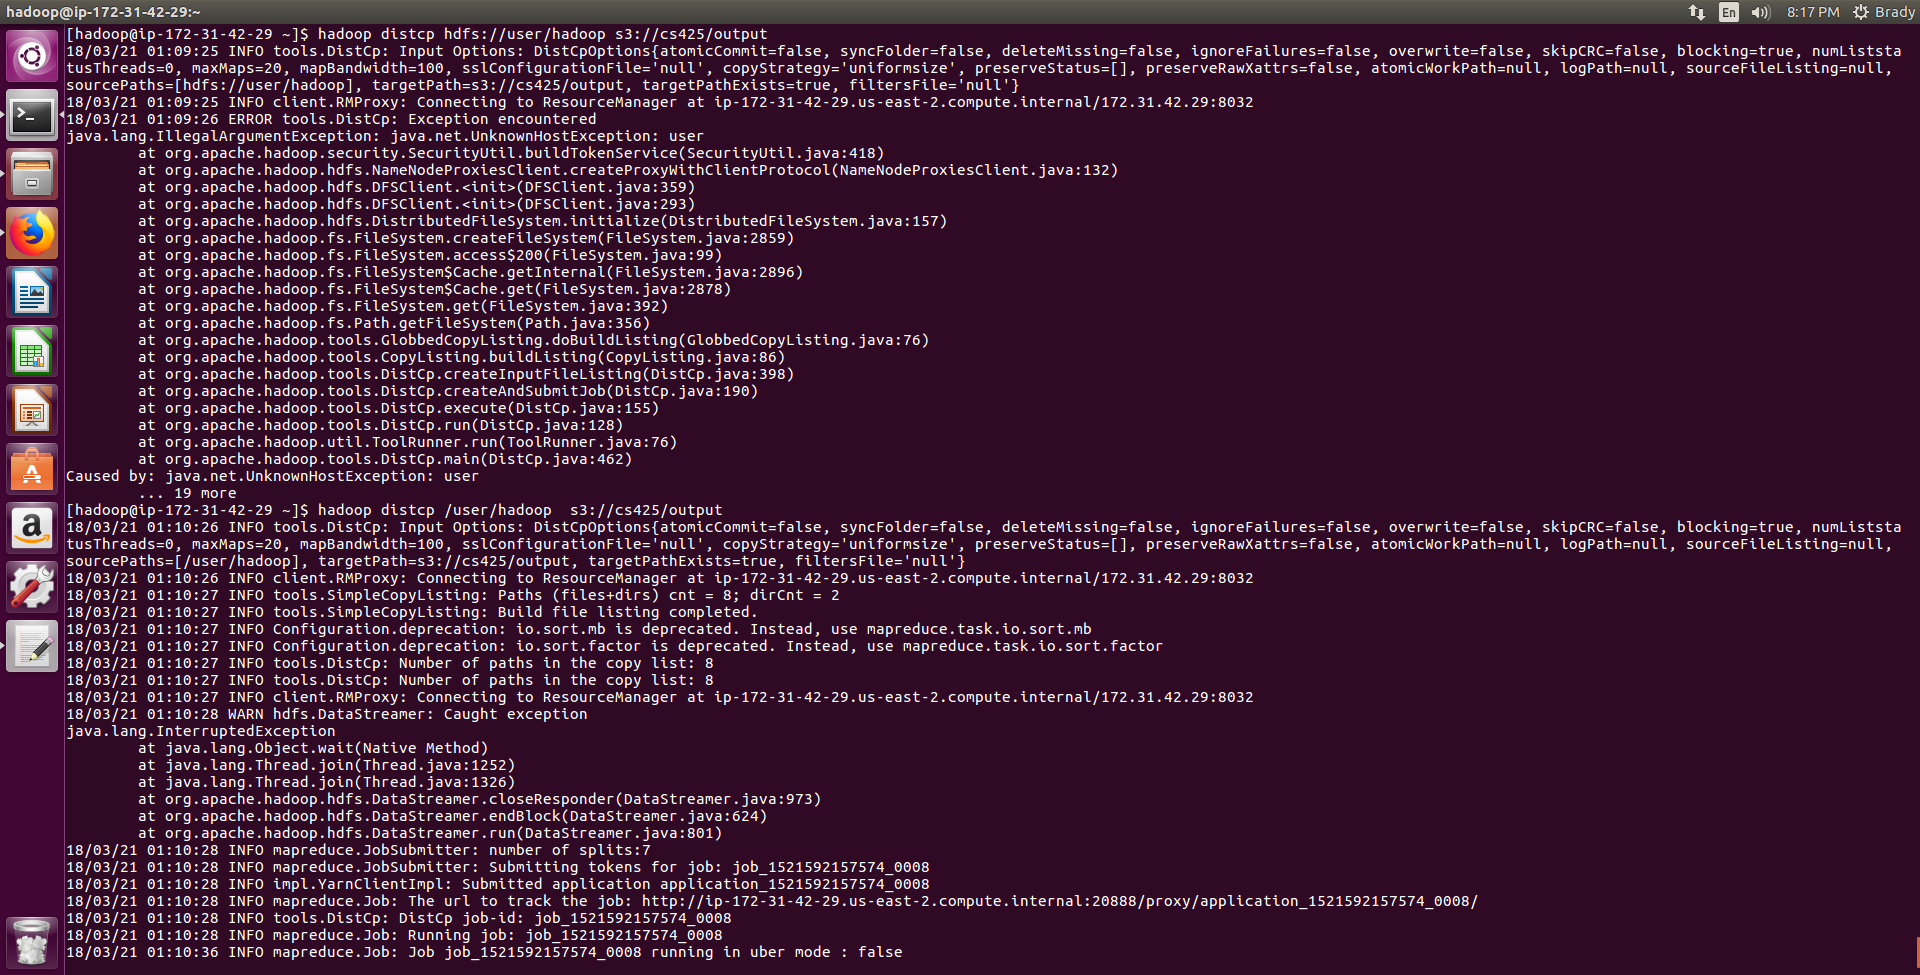 hadoop@ip-172-31-42-29:~
En
8:17 PM
Brady
[hadoop@ip-172-31-42-29 ~]$ hadoop distcp hdfs://user/hadoop s3://cs425/output
18/03/21 01:09:25 INFO tools.DistCp: Input Options: DistCpOptions{atomicCommit=false, syncFolder=false, deleteMissing=false, ignoreFailures=false, overwrite=false, skipCRC=false, blocking=true, numListsta
tusThreads=0, maxMaps=20, mapBandwidth=100, sslConfigurationFile='null', copyStrategy='uniformsize', preserveStatus=[], preserveRawXattrs=false, atomicWorkPath=null, logPath=null, sourceFileListing=null,
sourcePaths=[hdfs://user/hadoop], targetPath=s3://cs425/output, targetPathExists=true, filtersFile='null'}
18/03/21 01:09:25 INFO client.RMProxy: Connecting to ResourceManager at ip-172-31-42-29.us-east-2.compute.internal/172.31.42.29:8032
18/03/21 01:09:26 ERROR tools.DistCp: Exception encountered
java.lang.IllegalArgumentException: java.net.UnknownHostException: user
        at org.apache.hadoop.security.SecurityUtil.buildTokenService(SecurityUtil.java:418)
        at org.apache.hadoop.hdfs.NameNodeProxiesClient.createProxyWithClientProtocol(NameNodeProxiesClient.java:132)
        at org.apache.hadoop.hdfs.DFSClient.<init>(DFSClient.java:359)
        at org.apache.hadoop.hdfs.DFSClient.<init>(DFSClient.java:293)
        at org.apache.hadoop.hdfs.DistributedFileSystem.initialize(DistributedFileSystem.java:157)
        at org.apache.hadoop.fs.FileSystem.createFileSystem(FileSystem.java:2859)
        at org.apache.hadoop.fs.FileSystem.access$200(FileSystem.java:99)
        at org.apache.hadoop.fs.FileSystem$Cache.getInternal(FileSystem.java:2896)
        at org.apache.hadoop.fs.FileSystem$Cache.get(FileSystem.java:2878)
        at org.apache.hadoop.fs.FileSystem.get(FileSystem.java:392)
        at org.apache.hadoop.fs.Path.getFileSystem(Path.java:356)
        at org.apache.hadoop.tools.GlobbedCopyListing.doBuildListing(GlobbedCopyListing.java:76)
        at org.apache.hadoop.tools.CopyListing.buildListing(CopyListing.java:86)
        at org.apache.hadoop.tools.DistCp.createInputFileListing(DistCp.java:398)
        at org.apache.hadoop.tools.DistCp.createAndSubmitJob(DistCp.java:190)
        at org.apache.hadoop.tools.DistCp.execute(DistCp.java:155)
        at org.apache.hadoop.tools.DistCp.run(DistCp.java:128)
        at org.apache.hadoop.util.ToolRunner.run(ToolRunner.java:76)
        at org.apache.hadoop.tools.DistCp.main(DistCp.java:462)
Caused by: java.net.UnknownHostException: user
        ... 19 more
[hadoop@ip-172-31-42-29 ~]$ hadoop distcp /user/hadoop  s3://cs425/output
18/03/21 01:10:26 INFO tools.DistCp: Input Options: DistCpOptions{atomicCommit=false, syncFolder=false, deleteMissing=false, ignoreFailures=false, overwrite=false, skipCRC=false, blocking=true, numListsta
tusThreads=0, maxMaps=20, mapBandwidth=100, sslConfigurationFile='null', copyStrategy='uniformsize', preserveStatus=[], preserveRawXattrs=false, atomicWorkPath=null, logPath=null, sourceFileListing=null,
sourcePaths=[/user/hadoop], targetPath=s3://cs425/output, targetPathExists=true, filtersFile='null'}
18/03/21 01:10:26 INFO client.RMProxy: Connecting to ResourceManager at ip-172-31-42-29.us-east-2.compute.internal/172.31.42.29:8032
18/03/21 01:10:27 INFO tools.SimpleCopyListing: Paths (files+dirs) cnt = 8; dirCnt = 2
18/03/21 01:10:27 INFO tools.SimpleCopyListing: Build file listing completed.
18/03/21 01:10:27 INFO Configuration.deprecation: io.sort.mb is deprecated. Instead, use mapreduce.task.io.sort.mb
18/03/21 01:10:27 INFO Configuration.deprecation: io.sort.factor is deprecated. Instead, use mapreduce.task.io.sort.factor
18/03/21 01:10:27 INFO tools.DistCp: Number of paths in the copy list: 8
18/03/21 01:10:27 INFO tools.DistCp: Number of paths in the copy list: 8
18/03/21 01:10:27 INFO client.RMProxy: Connecting to ResourceManager at ip-172-31-42-29.us-east-2.compute.internal/172.31.42.29:8032
18/03/21 01:10:28 WARN hdfs.DataStreamer: Caught exception
java.lang.InterruptedException
        at java.lang.Object.wait(Native Method)
        at java.lang.Thread.join(Thread.java:1252)
        at java.lang.Thread.join(Thread.java:1326)
        at org.apache.hadoop.hdfs.DataStreamer.closeResponder(DataStreamer.java:973)
        at org.apache.hadoop.hdfs.DataStreamer.endBlock(DataStreamer.java:624)
        at org.apache.hadoop.hdfs.DataStreamer.run(DataStreamer.java:801)
18/03/21 01:10:28 INFO mapreduce.JobSubmitter: number of splits:7
18/03/21 01:10:28 INFO mapreduce.JobSubmitter: Submitting tokens for job: job_1521592157574_0008
18/03/21 01:10:28 INFO impl.YarnClientImpl: Submitted application application_1521592157574_0008
18/03/21 01:10:28 INFO mapreduce.Job: The url to track the job: http://ip-172-31-42-29.us-east-2.compute.internal:20888/proxy/application_1521592157574_0008/
18/03/21 01:10:28 INFO tools.DistCp: DistCp job-id: job_1521592157574_0008
18/03/21 01:10:28 INFO mapreduce.Job: Running job: job_1521592157574_0008
18/03/21 01:10:36 INFO mapreduce.Job: Job job_1521592157574_0008 running in uber mode : false